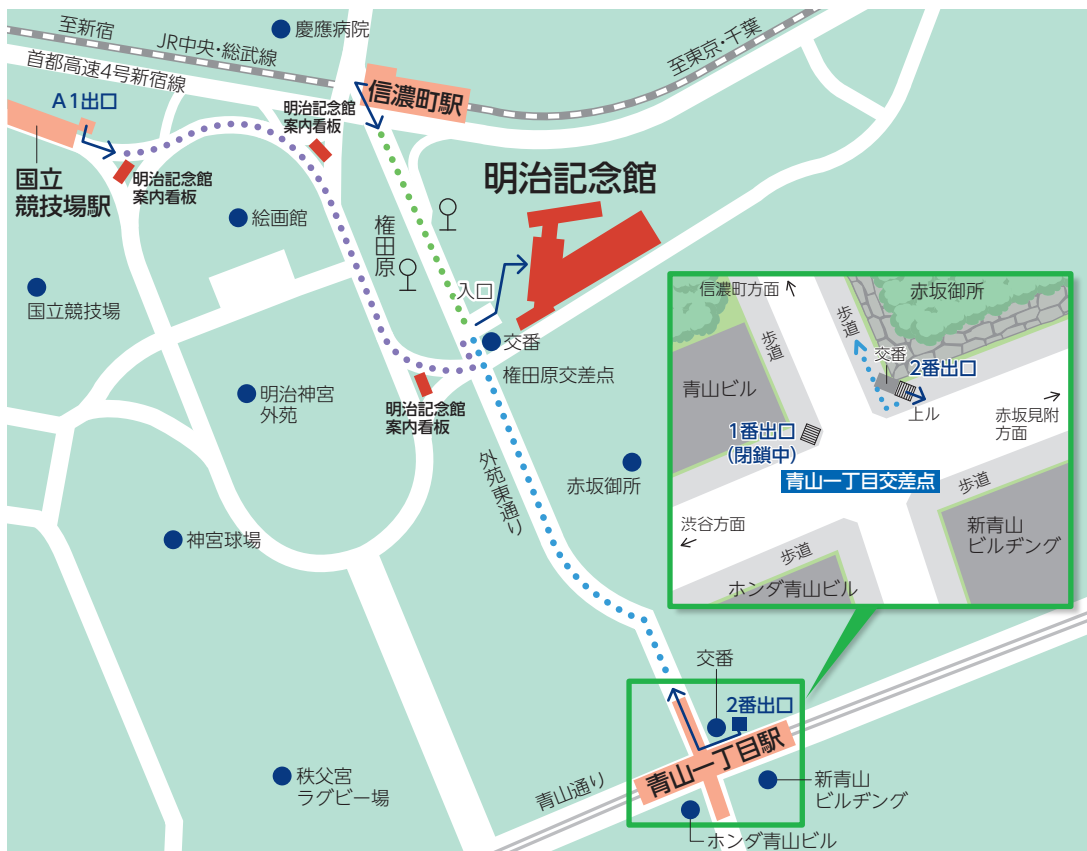 慶應病院
至新宿
JR中央・総武線
首都高速4号新宿線
至東京・千葉
A1出口
信濃町駅
明治記念館
案内看板
明治記念館
案内看板
国立
競技場駅
明治記念館
絵画館
権田原
入口
国立競技場
交番
権田原交差点
明治神宮
外苑
明治記念館
案内看板
外苑東通り
赤坂御所
神宮球場
信濃町方面
赤坂御所
歩道
歩道
交番
2番出口
青山ビル
上ル
赤坂見附
方面
1番出口
(閉鎖中)
青山一丁目交差点
歩道
渋谷方面
新青山
ビルヂング
歩道
ホンダ青山ビル
交番
2番出口
青山一丁目駅
秩父宮
ラグビー場
青山通り
新青山
ビルヂング
ホンダ青山ビル